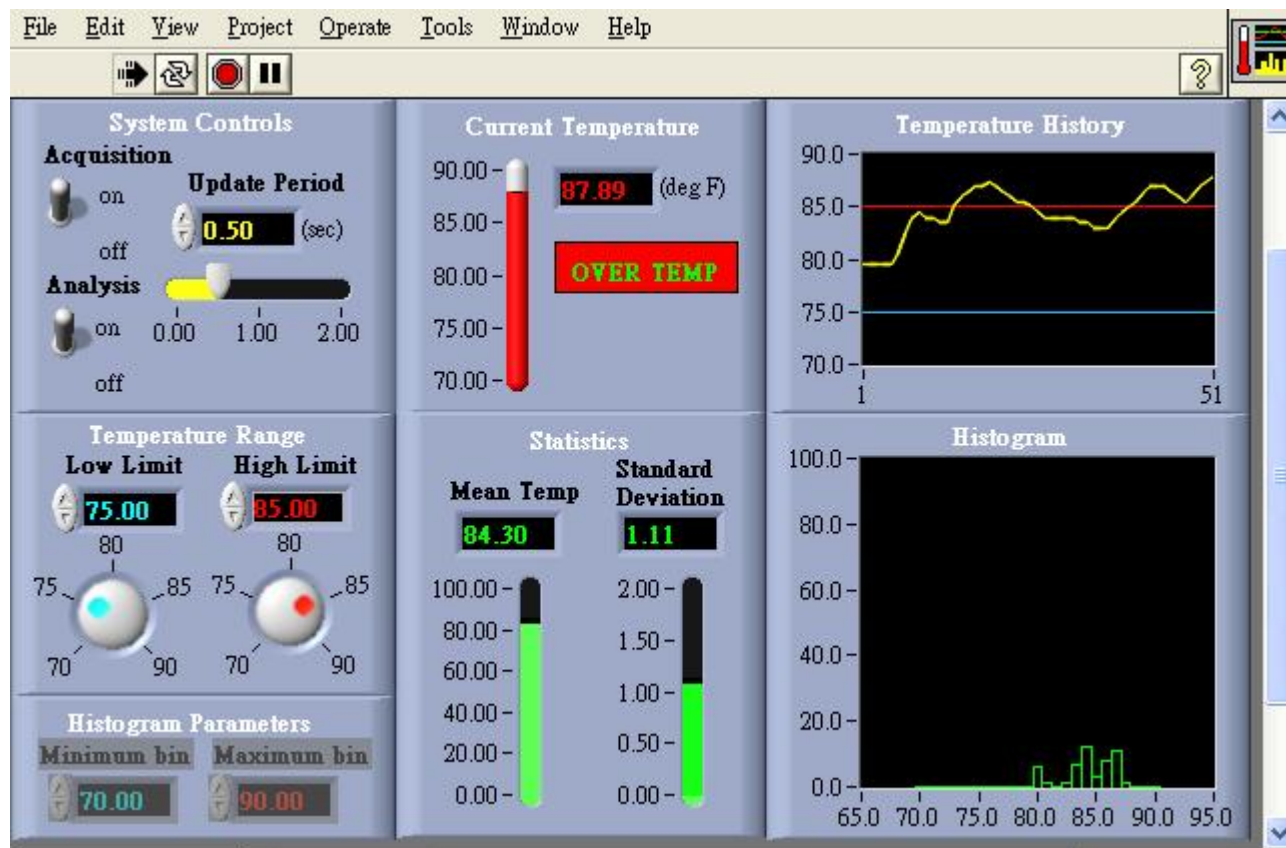 File Edit View Project Operate Tools Window Help
?
System Controls
Acquisition
on
off
Update Period
0.50 (sec)
0.00 1.00 2.00
Analysis
on
off
Current Temperature
90.00
85.00
80.00
75.00
70.00
87.89 (deg F)
OVER TEMP
Temperature History
90.0
85.0
80.0
75.0
70.0
1 51
Temperature Range
Low Limit High Limit
75.00 85.00
80 80
75 85 75 85
70 90 70 90
Statistics
Mean Temp
84.30
100.00
80.00
60.00
40.00
20.00
0.00
Standard
Deviation
1.11
2.00
1.50
1.00
0.50
0.00
Histogram
100.0
80.0
60.0
40.0
20.0
0.0
65.0 70.0 75.0 80.0 85.0 90.0 95.0
Histogram Parameters
Minimum bin Maximum bin
70.00 90.00